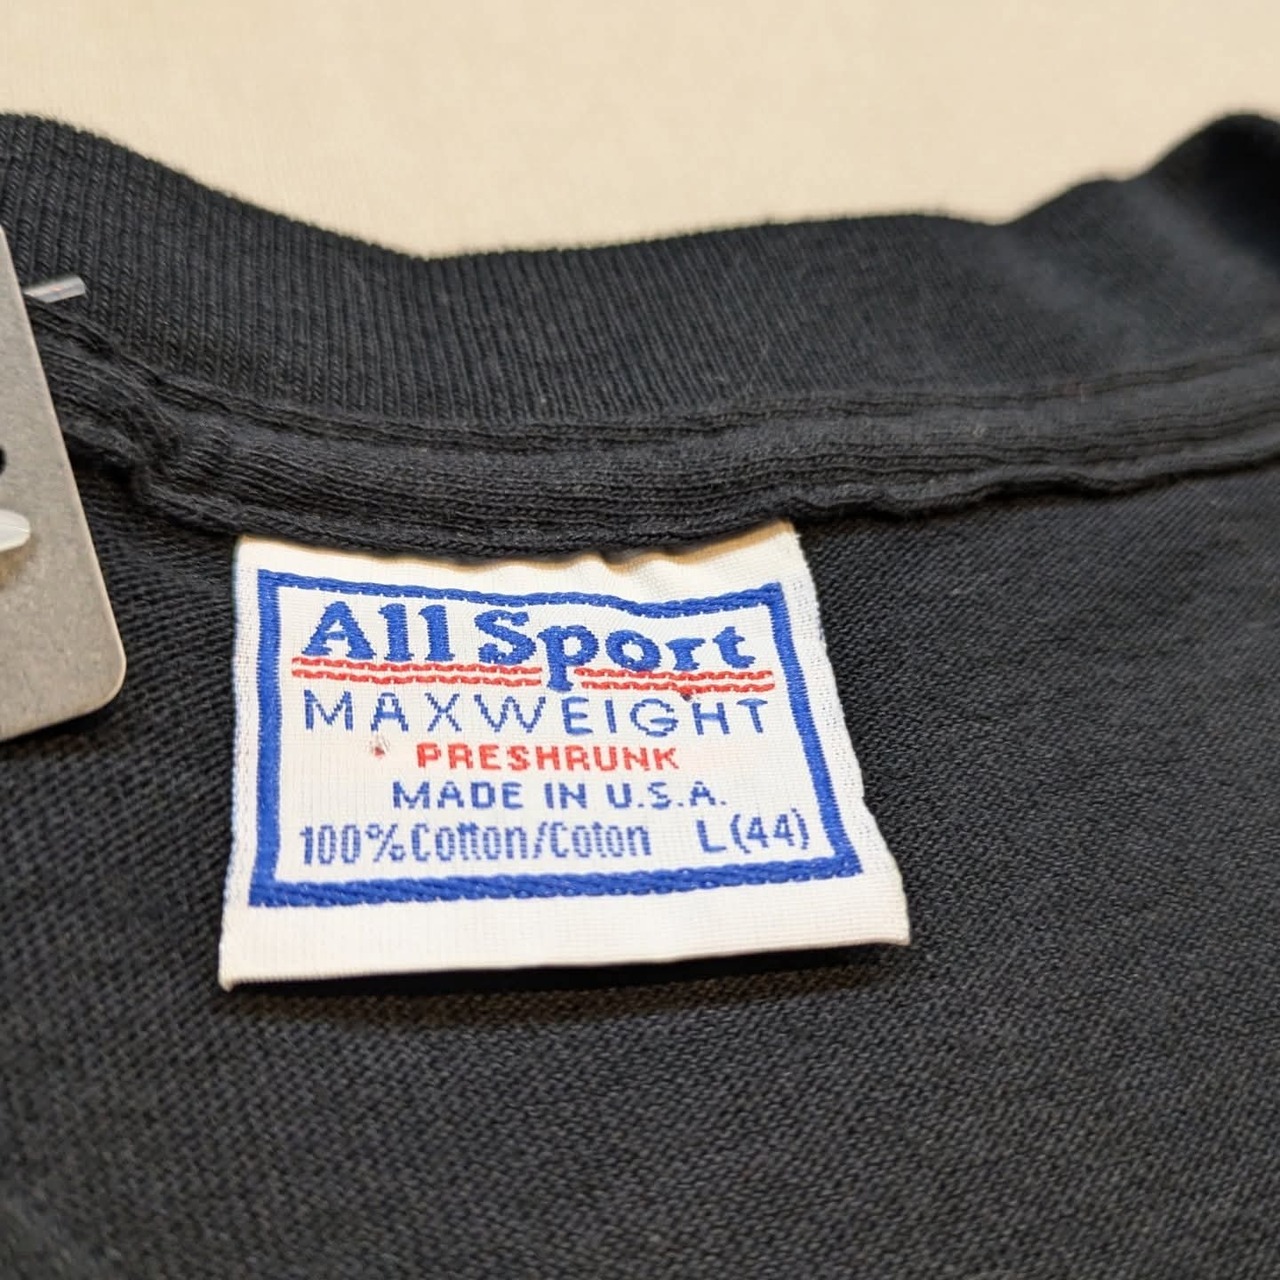 All Sport
MAXWEIGHT
PRESHRUNK
MADE IN U.S.A.
100% Cotton/Coton L (44)